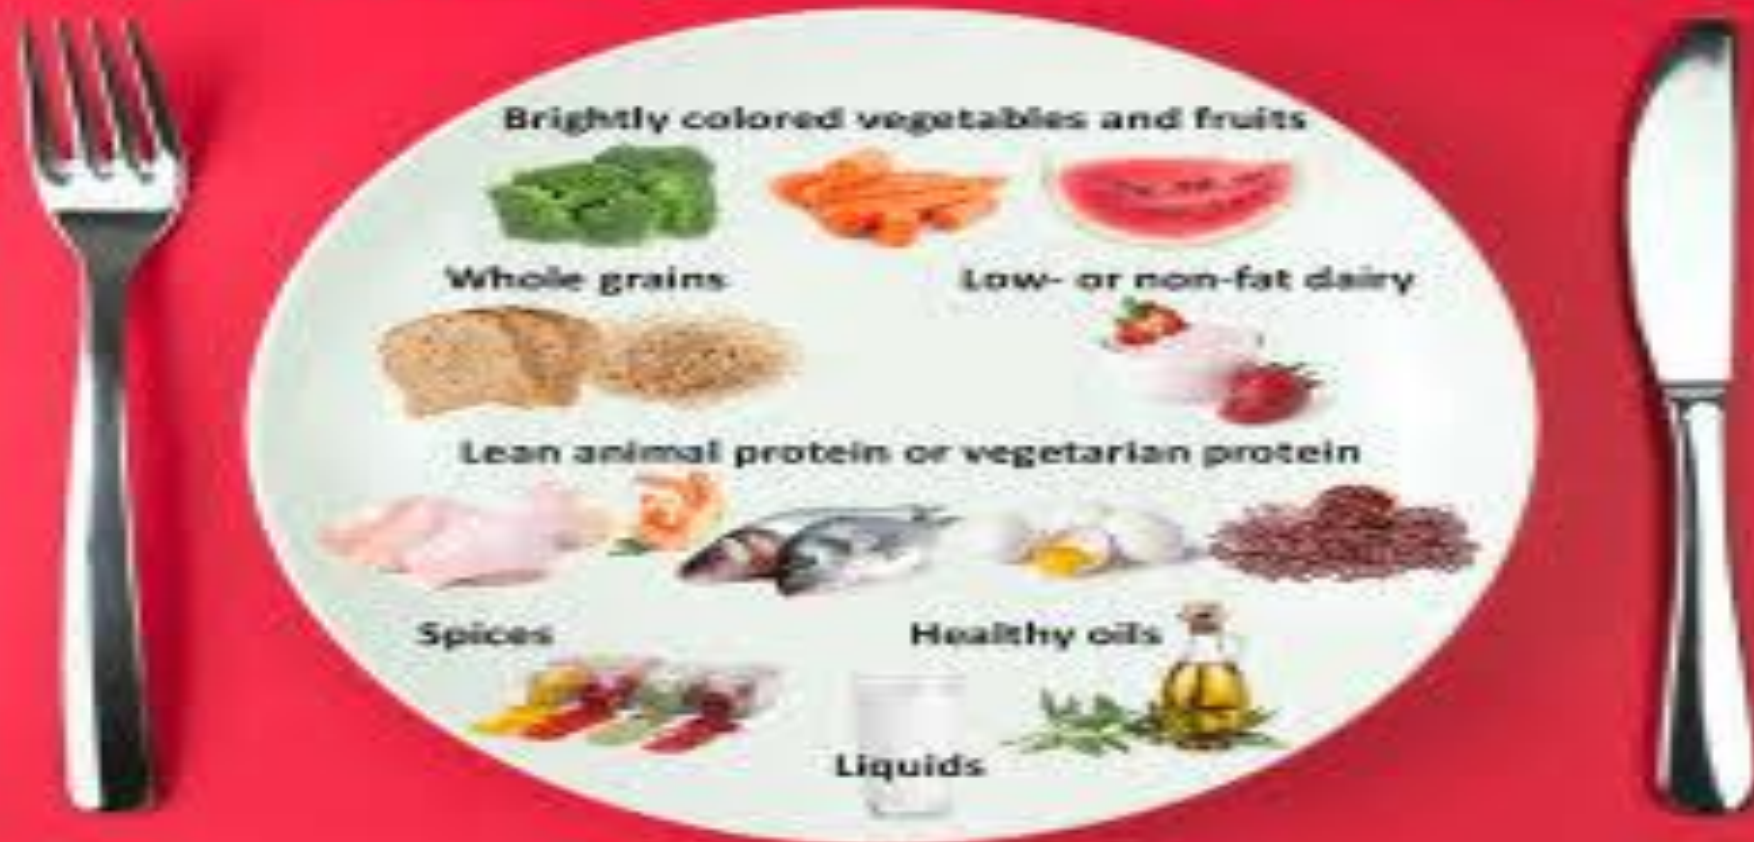 Brightly colored vegetables and fruits
Whole grains
Low- or non-fat dairy
Lean animal protein or vegetarian protein
Spices
Healthy oils
Liquids